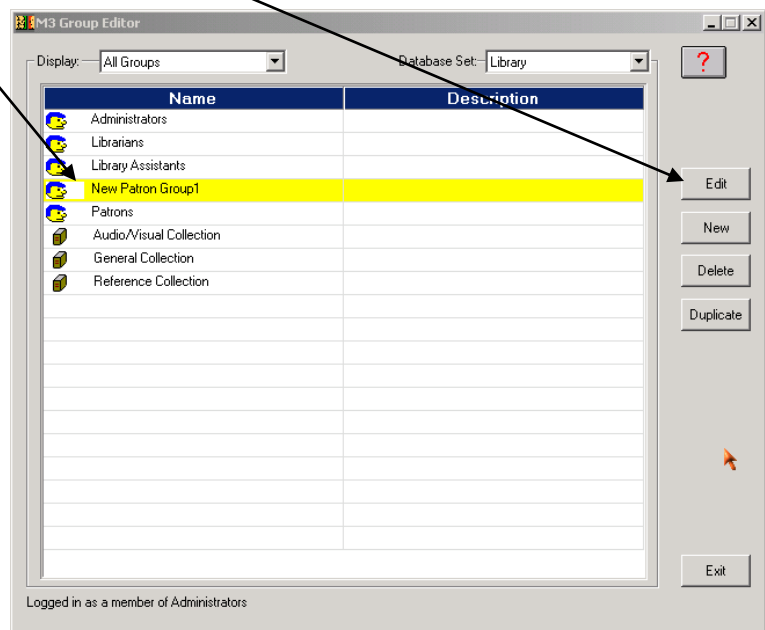 M3 Group Editor
Display: All Groups Database Set: Library ?
Name Description
Administrators
Librarians
Library Assistants
New Patron Group1
Patrons
Audio/Visual Collection
General Collection
Reference Collection
Edit
New
Delete
Duplicate
Exit
Logged in as a member of Administrators